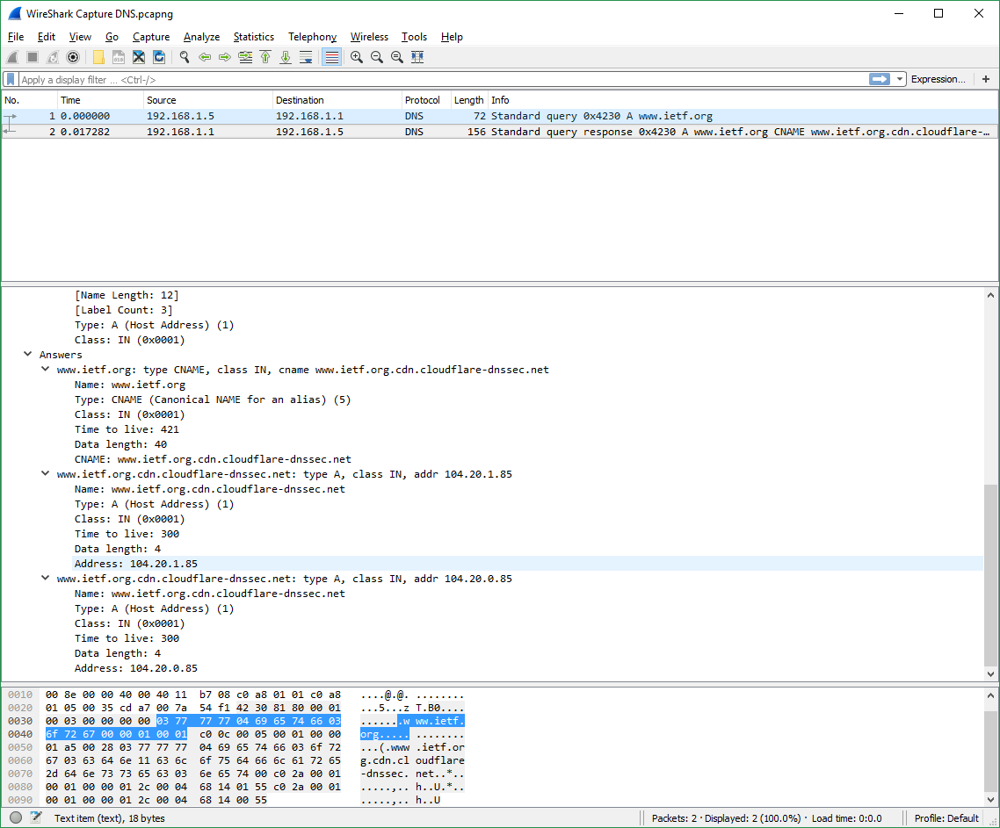 WireShark Capture DNS.pcapng
File Edit View Go Capture Analyze Statistics Telephony Wireless Tools Help
Apply a display filter ... <Ctrl-/> Expression... +
No. Time Source Destination Protocol Length Info
1 0.000000 192.168.1.5 192.168.1.1 DNS 72 Standard query 0x4230 A www.ietf.org
2 0.017282 192.168.1.1 192.168.1.5 DNS 156 Standard query response 0x4230 A www.ietf.org CNAME www.ietf.org.cdn.cloudflare-…
[Name Length: 12]
[Label Count: 3]
Type: A (Host Address) (1)
Class: IN (0x0001)
Answers
www.ietf.org: type CNAME, class IN, cname www.ietf.org.cdn.cloudflare-dnssec.net
Name: www.ietf.org
Type: CNAME (Canonical NAME for an alias) (5)
Class: IN (0x0001)
Time to live: 421
Data length: 40
CNAME: www.ietf.org.cdn.cloudflare-dnssec.net
www.ietf.org.cdn.cloudflare-dnssec.net: type A, class IN, addr 104.20.1.85
Name: www.ietf.org.cdn.cloudflare-dnssec.net
Type: A (Host Address) (1)
Class: IN (0x0001)
Time to live: 300
Data length: 4
Address: 104.20.1.85
www.ietf.org.cdn.cloudflare-dnssec.net: type A, class IN, addr 104.20.0.85
Name: www.ietf.org.cdn.cloudflare-dnssec.net
Type: A (Host Address) (1)
Class: IN (0x0001)
Time to live: 300
Data length: 4
Address: 104.20.0.85
0010 00 8e 00 00 40 00 40 11 b7 08 c0 a8 01 01 c0 a8 ....@.@. ........
0020 01 05 00 35 cd a7 00 7a 54 f1 42 30 81 80 00 01 ...5...z T.B0....
0030 00 03 00 00 00 00 03 77 77 77 04 69 65 74 66 03 .......w ww.ietf.
0040 6f 72 67 00 00 01 00 01 c0 0c 00 05 00 01 00 00 org..... ........
0050 01 a5 00 28 03 77 77 77 04 69 65 74 66 03 6f 72 ...(.www .ietf.or
0060 67 03 63 64 6e 11 63 6c 6f 75 64 66 6c 61 72 65 g.cdn.cl oudflare
0070 2d 64 6e 73 73 65 63 03 6e 65 74 00 c0 2a 00 01 -dnssec. net..*..
0080 00 01 00 00 01 2c 00 04 68 14 01 55 c0 2a 00 01 .....,.. h..U.*..
0090 00 01 00 00 01 2c 00 04 68 14 00 55 .....,.. h..U
Text item (text), 18 bytes Packets: 2 · Displayed: 2 (100.0%) · Load time: 0:0.0 Profile: Default